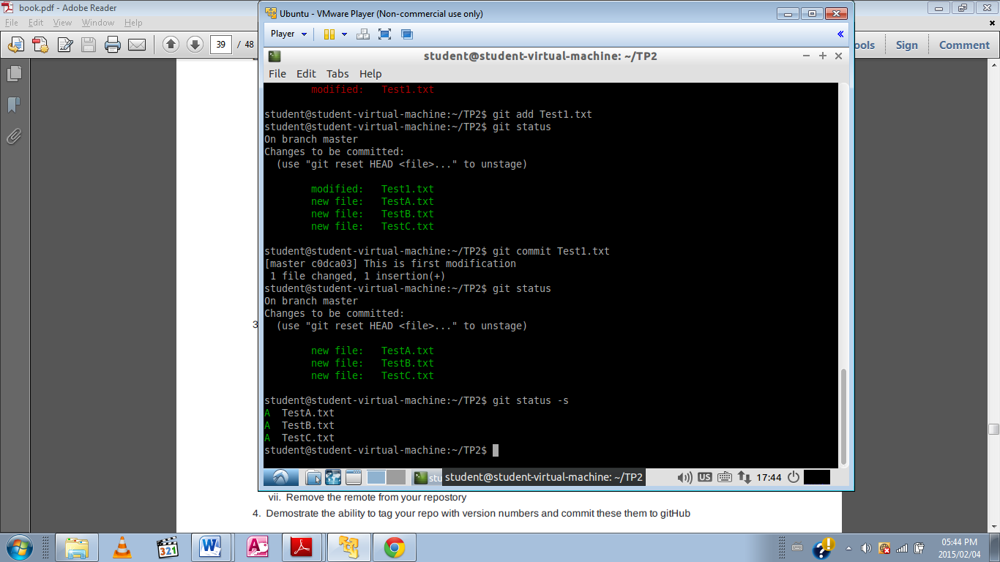 book.pdf - Adobe Reader
File Edit View Window Help
39 / 48
ools Sign Comment
Ubuntu - VMware Player (Non-commercial use only)
Player
student@student-virtual-machine: ~/TP2
File Edit Tabs Help
modified: Test1.txt
student@student-virtual-machine:~/TP2$ git add Test1.txt
student@student-virtual-machine:~/TP2$ git status
On branch master
Changes to be committed:
(use "git reset HEAD <file>..." to unstage)
modified: Test1.txt
new file: TestA.txt
new file: TestB.txt
new file: TestC.txt
student@student-virtual-machine:~/TP2$ git commit Test1.txt
[master c0dca03] This is first modification
1 file changed, 1 insertion(+)
student@student-virtual-machine:~/TP2$ git status
On branch master
Changes to be committed:
(use "git reset HEAD <file>..." to unstage)
new file: TestA.txt
new file: TestB.txt
new file: TestC.txt
student@student-virtual-machine:~/TP2$ git status -s
A TestA.txt
A TestB.txt
A TestC.txt
student@student-virtual-machine:~/TP2$
stu student@student-virtual-machine: ~/TP2 US 17:44
3
vii. Remove the remote from your repostory
4. Demostrate the ability to tag your repo with version numbers and commit these them to gitHub
321
05:44 PM
2015/02/04